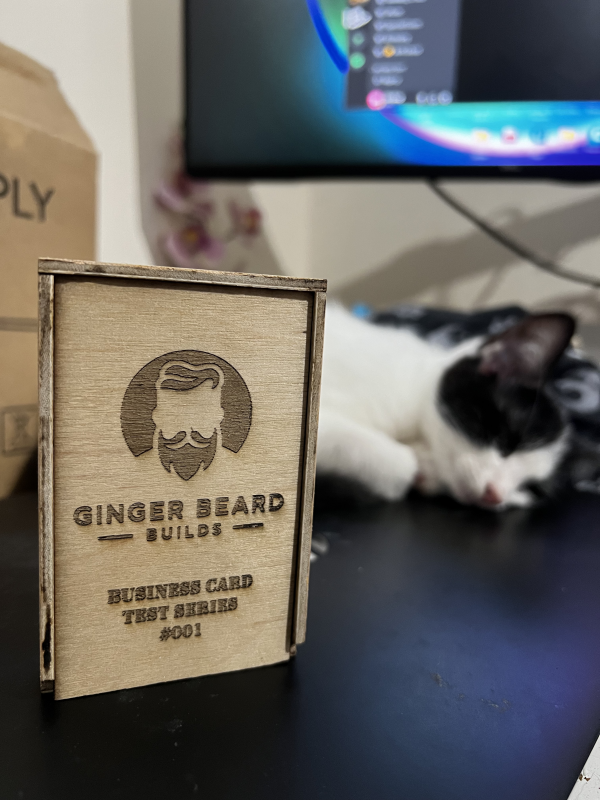 PLY
GINGER BEARD
BUILDS
BUSINESS CARD
TEST SERIES
#001